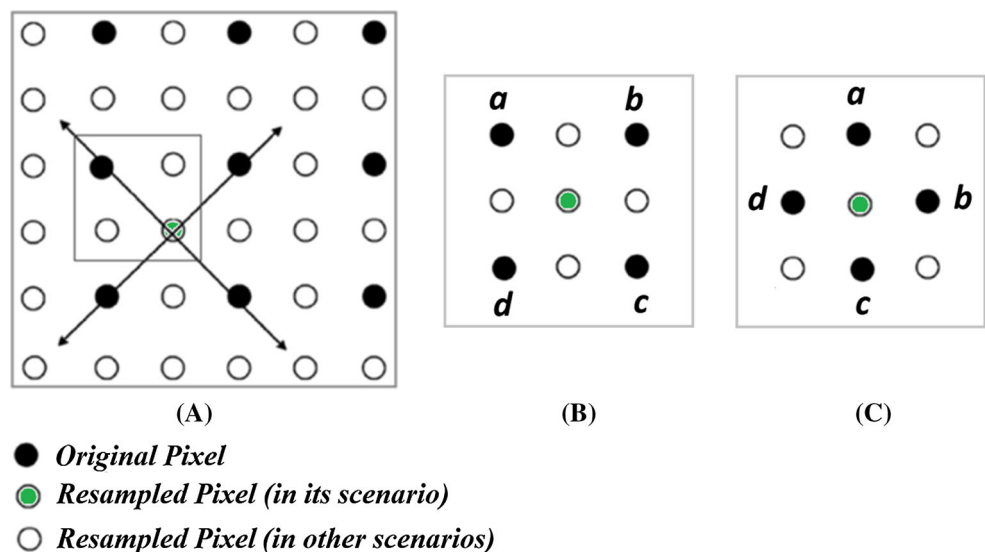 a b
d c
a
d b
c
(A) (B) (C)
Original Pixel
Resampled Pixel (in its scenario)
Resampled Pixel (in other scenarios)